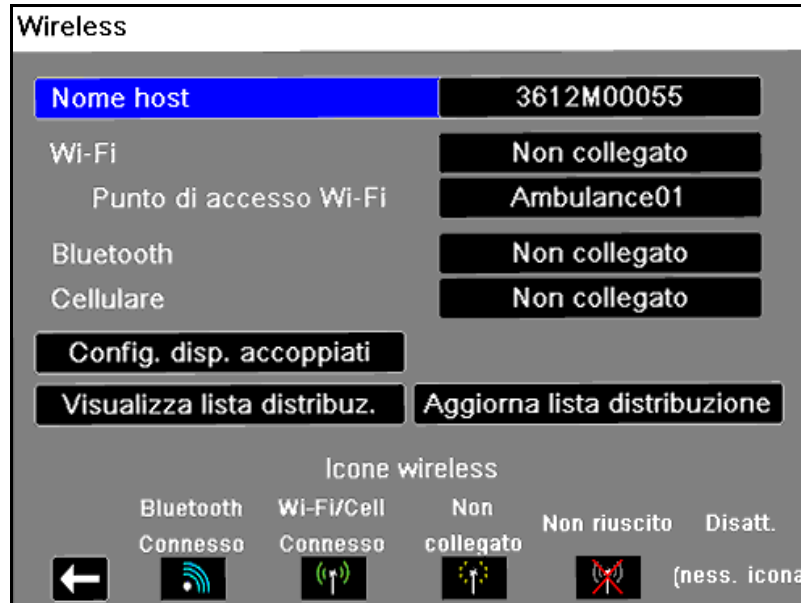 Wireless
Nome host 3612M00055
Wi-Fi Non collegato
Punto di accesso Wi-Fi Ambulance01
Bluetooth Non collegato
Cellulare Non collegato
Config. disp. accoppiati
Visualizza lista distribuz. Aggiorna lista distribuzione
Icone wireless
Bluetooth Connesso
Wi-Fi/Cell Connesso
Non collegato
Non riuscito
Disatt.
(ness. icona